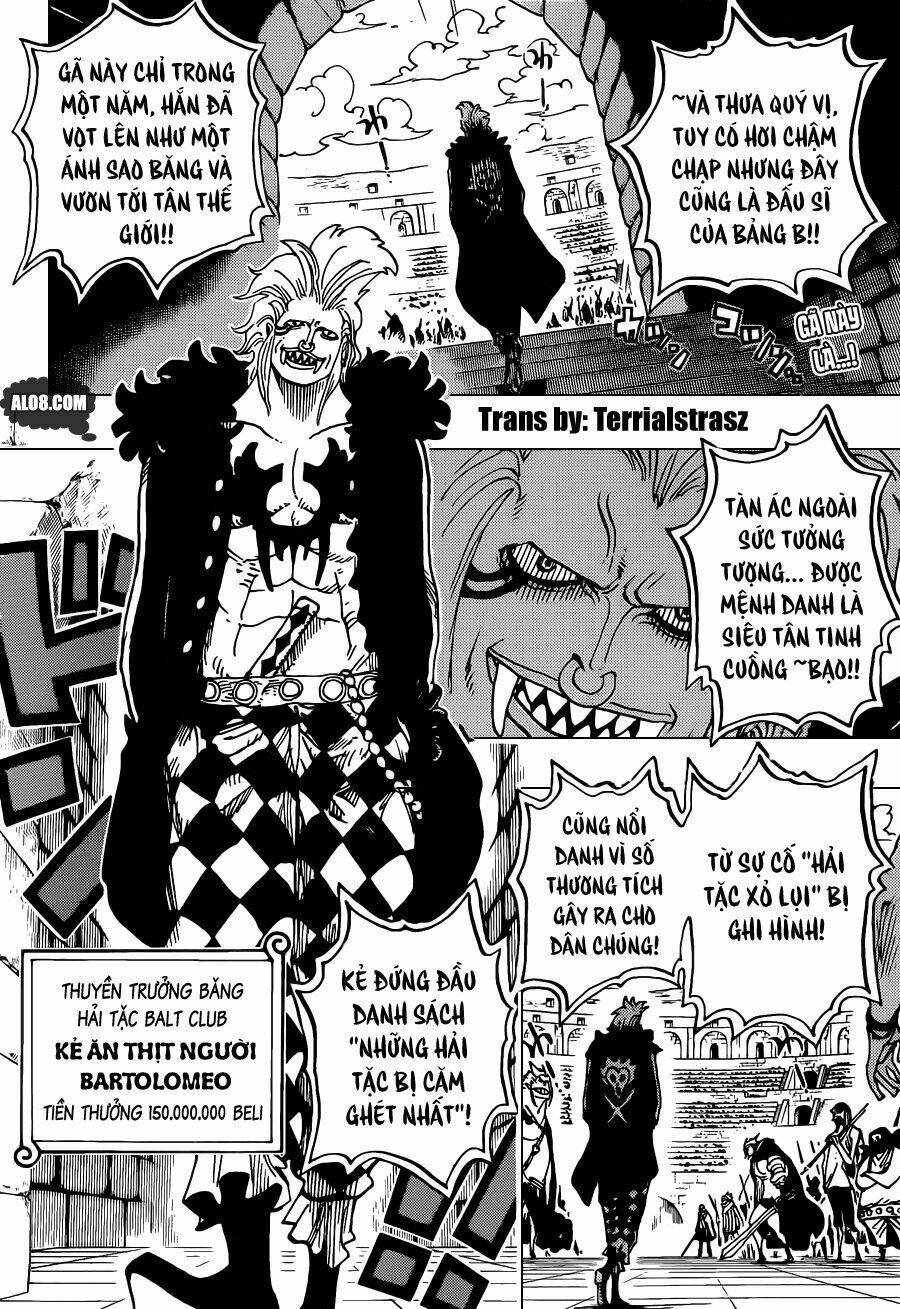 ~VÀ THƯA QUÝ VỊ,
TUY CÓ HƠI CHẬM
CHẠP NHƯNG ĐÂY
CŨNG LÀ ĐẤU SĨ
CỦA BẢNG B!!
GÃ NÀY
LÀ...!
GÃ NÀY CHỈ TRONG
MỘT NĂM, HẮN ĐÃ
VỌT LÊN NHƯ MỘT
ÁNH SAO BĂNG VÀ
VƯƠN TỚI TÂN THẾ
GIỚI!!
ALO8.COM
Trans by: Terrialstrasz
TÀN ÁC NGOÀI
SỨC TƯỞNG
TƯỢNG... ĐƯỢC
MỆNH DANH LÀ
SIÊU TÂN TINH
CUỒNG ~BẠO!!
TỪ SỰ CỐ "HẢI
TẶC XỎ LỤI" BỊ
GHI HÌNH!
CŨNG NỔI
DANH VÌ SỐ
THƯƠNG TÍCH
GÂY RA CHO
DÂN CHÚNG!
KẺ ĐỨNG ĐẦU
DANH SÁCH
"NHỮNG HẢI
TẶC BỊ CĂM
GHÉT NHẤT"!
THUYỀN TRƯỞNG BĂNG
HẢI TẶC BALT CLUB
KẺ ĂN THỊT NGƯỜI
BARTOLOMEO
TIỀN THƯỞNG 150.000.000 BELI